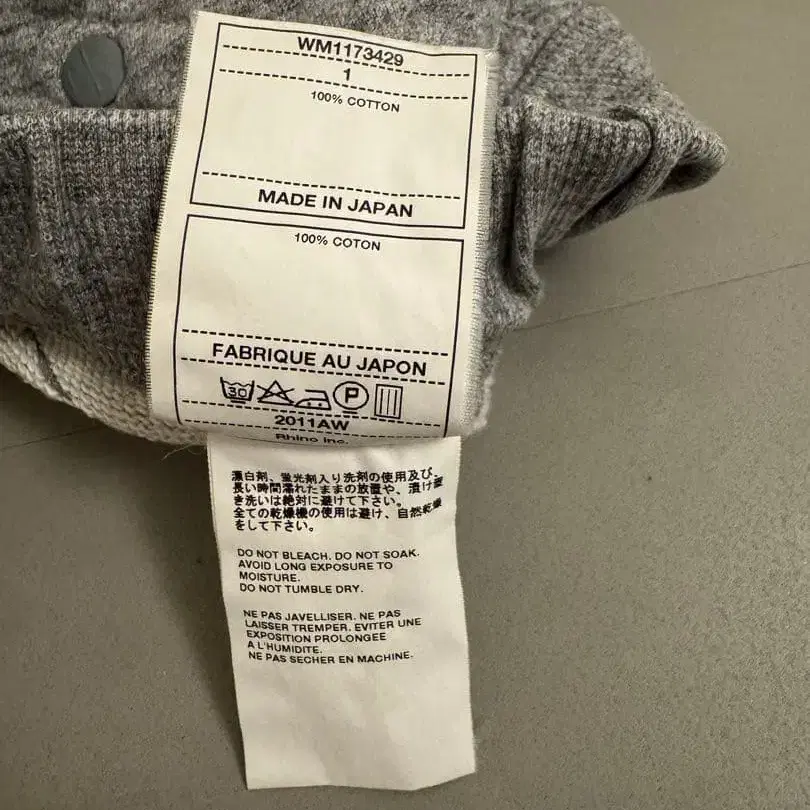 WM1173429
1
100% COTTON
MADE IN JAPAN
100% COTON
FABRIQUE AU JAPON
30 P
2011AW
Rhino Inc.
漂白剤、蛍光剤入り洗剤の使用及び、
長い時間濡れたままの放置や、漬け置
き洗いは絶対に避けて下さい。
全ての乾燥機の使用は避け、自然乾燥
をして下さい。
DO NOT BLEACH. DO NOT SOAK.
AVOID LONG EXPOSURE TO
MOISTURE.
DO NOT TUMBLE DRY.
NE PAS JAVELLISER. NE PAS
LAISSER TREMPER. EVITER UNE
EXPOSITION PROLONGEE
A L'HUMIDITE.
NE PAS SECHER EN MACHINE.